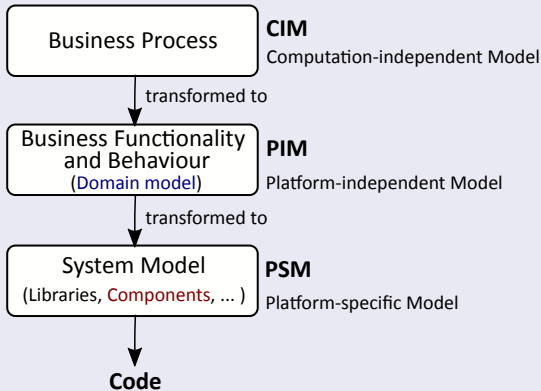 Business Process
CIM
Computation-independent Model
transformed to
Business Functionality
and Behaviour
(Domain model)
PIM
Platform-independent Model
transformed to
System Model
(Libraries, Components, ... )
PSM
Platform-specific Model
Code